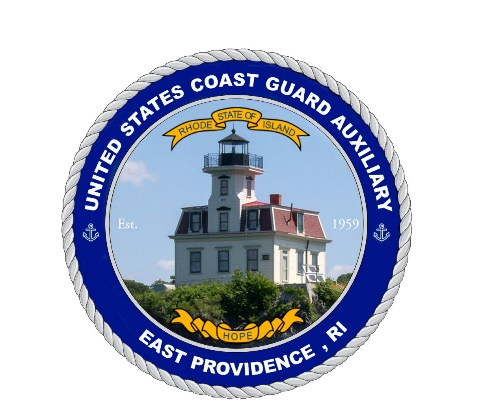 UNITED STATES COAST GUARD AUXILIARY
STATE OF
RHODE ISLAND
Est.
1959
HOPE
EAST PROVIDENCE , RI